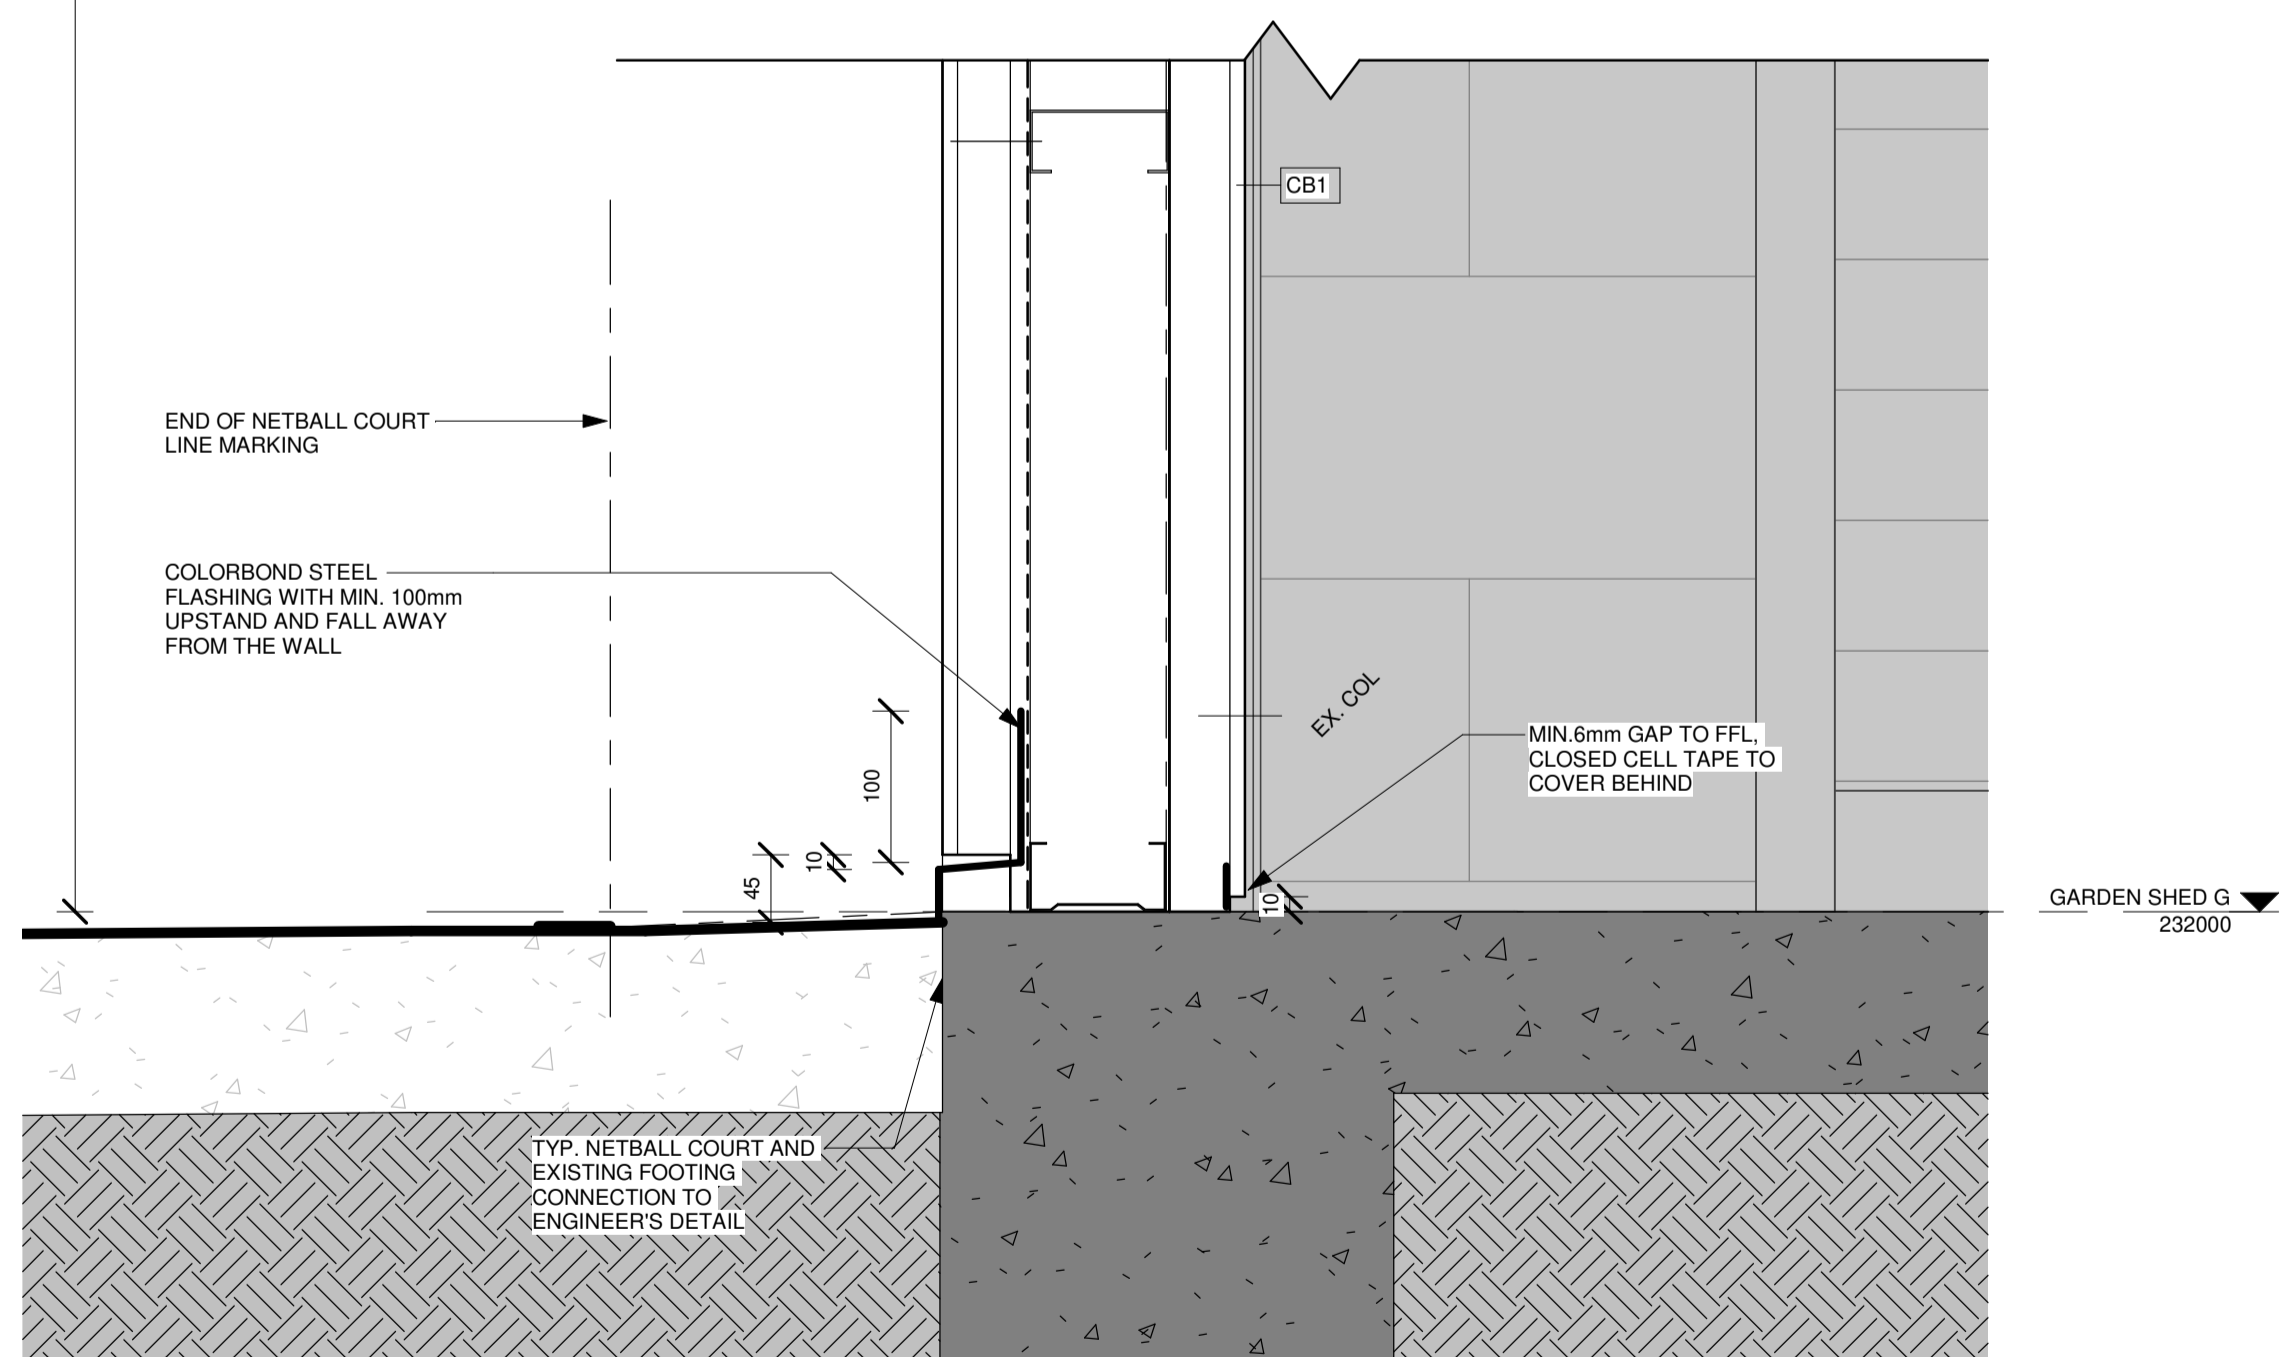 CB1
END OF NETBALL COURT
LINE MARKING
COLORBOND STEEL
FLASHING WITH MIN. 100mm
UPSTAND AND FALL AWAY
FROM THE WALL
EX. COL
MIN.6mm GAP TO FFL,
CLOSED CELL TAPE TO
COVER BEHIND
100
10
45
10
GARDEN SHED G
232000
TYP. NETBALL COURT AND
EXISTING FOOTING
CONNECTION TO
ENGINEER'S DETAIL